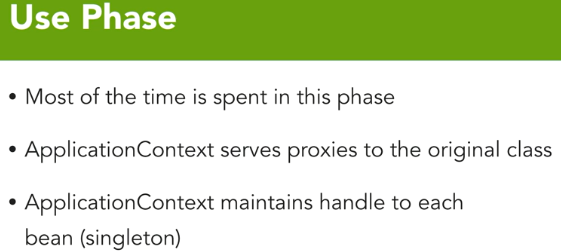 Use Phase
• Most of the time is spent in this phase
• ApplicationContext serves proxies to the original class
• ApplicationContext maintains handle to each
bean (singleton)